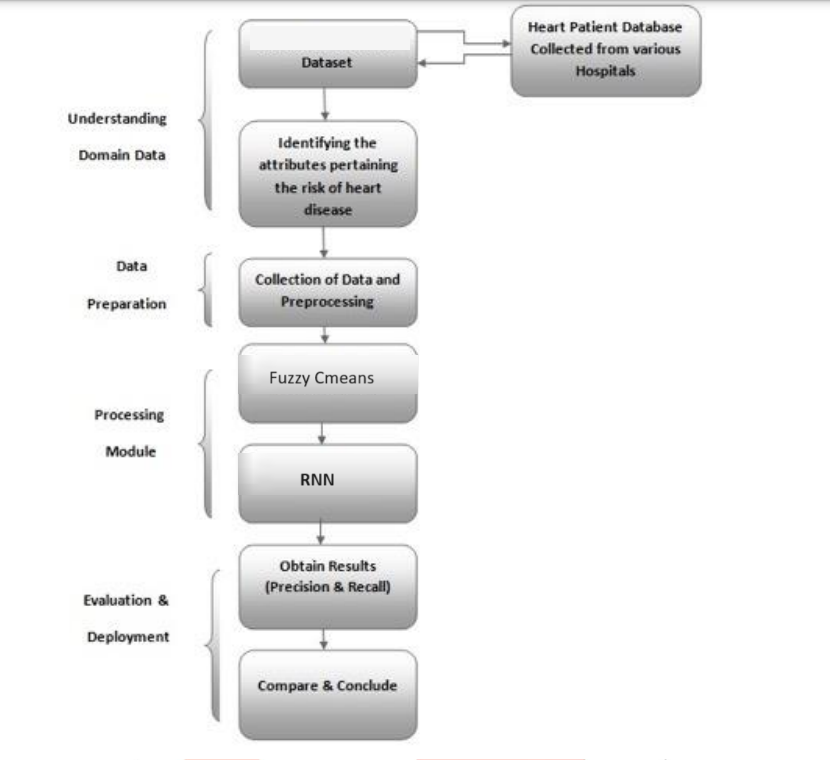 Dataset
Heart Patient Database
Collected from various
Hospitals
Understanding
Domain Data
Identifying the
attributes pertaining
the risk of heart
disease
Data
Preparation
Collection of Data and
Preprocessing
Processing
Module
Fuzzy Cmeans
RNN
Evaluation &
Deployment
Obtain Results
(Precision & Recall)
Compare & Conclude